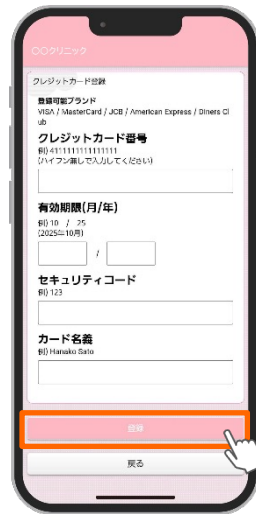 〇〇クリニック
クレジットカード登録
登録可能ブランド
VISA / MasterCard / JCB / American Express / Diners Cl
ub
クレジットカード番号
例) 4111111111111111
(ハイフン無しで入力してください)
有効期限(月/年)
例) 10 / 25
(2025年10月)
/
セキュリティコード
例) 123
カード名義
例) Hanako Sato
登録
戻る